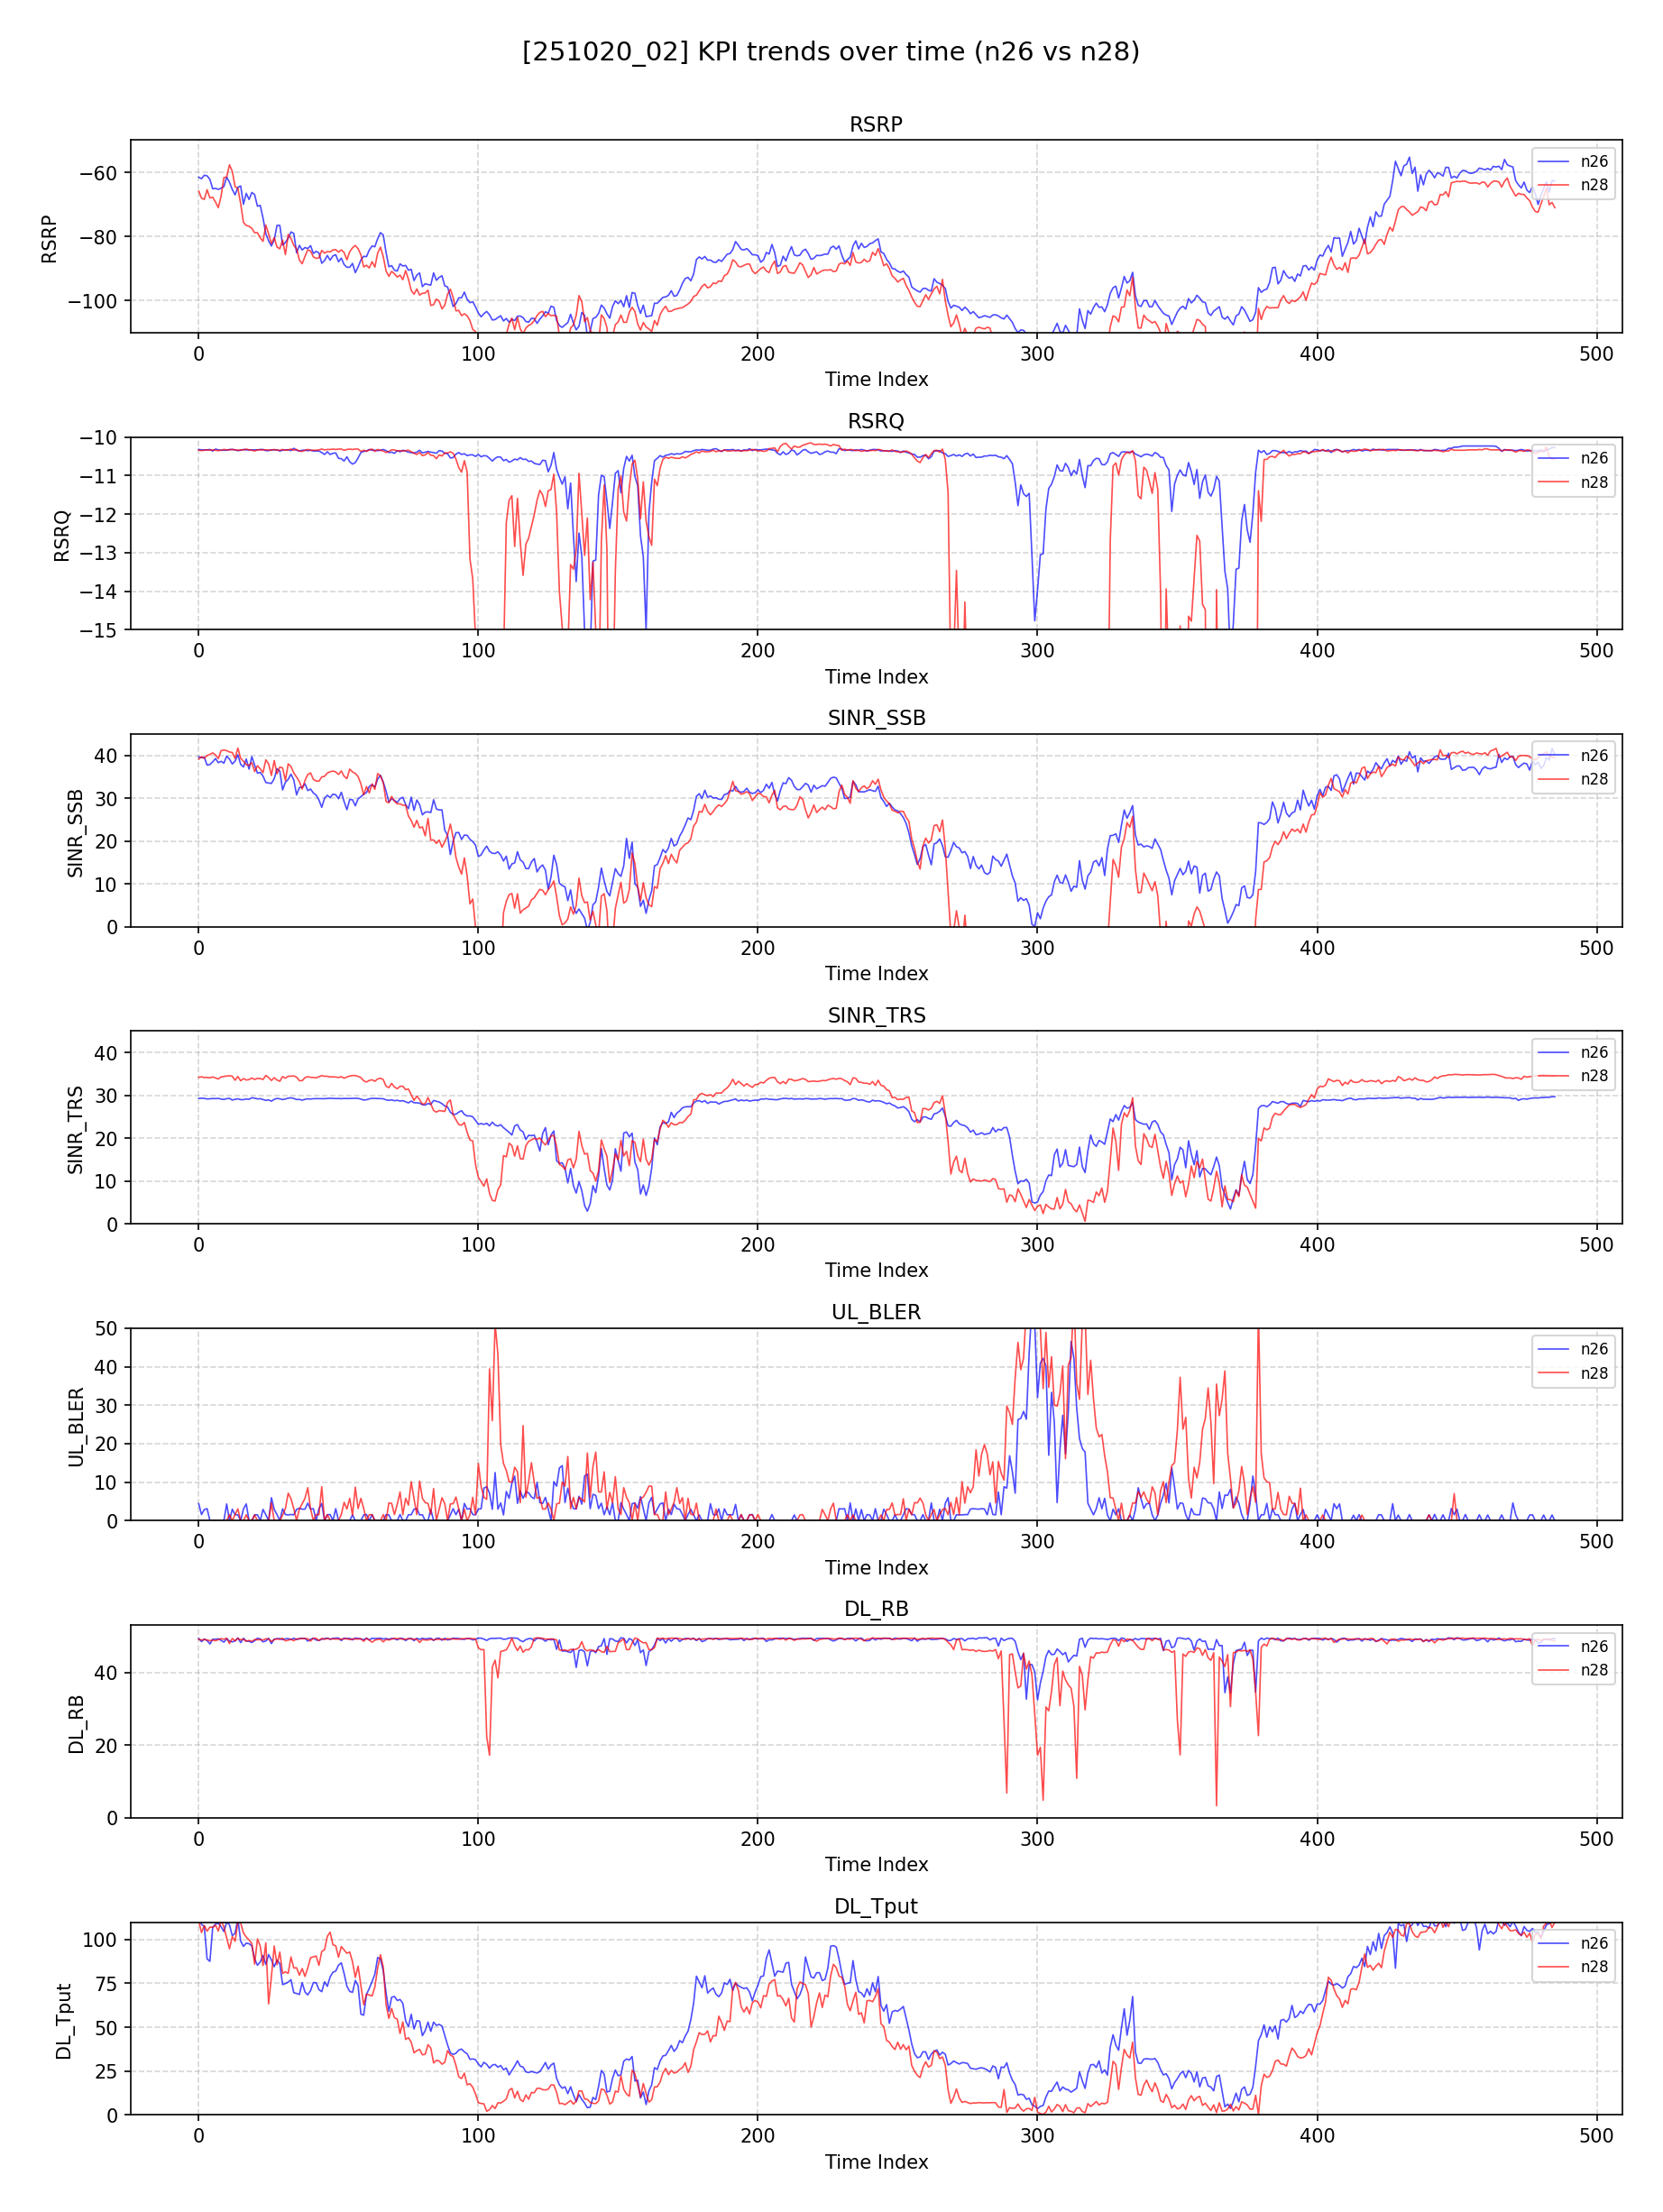 [251020_02] KPI trends over time (n26 vs n28)
RSRP
RSRP
−60
−80
−100
n26
n28
0 100 200 300 400 500
Time Index
RSRQ
RSRQ
−10
−11
−12
−13
−14
−15
n26
n28
0 100 200 300 400 500
Time Index
SINR_SSB
SINR_SSB
40
30
20
10
0
n26
n28
0 100 200 300 400 500
Time Index
SINR_TRS
SINR_TRS
40
30
20
10
0
n26
n28
0 100 200 300 400 500
Time Index
UL_BLER
UL_BLER
50
40
30
20
10
0
n26
n28
0 100 200 300 400 500
Time Index
DL_RB
DL_RB
40
20
0
n26
n28
0 100 200 300 400 500
Time Index
DL_Tput
DL_Tput
100
75
50
25
0
n26
n28
0 100 200 300 400 500
Time Index